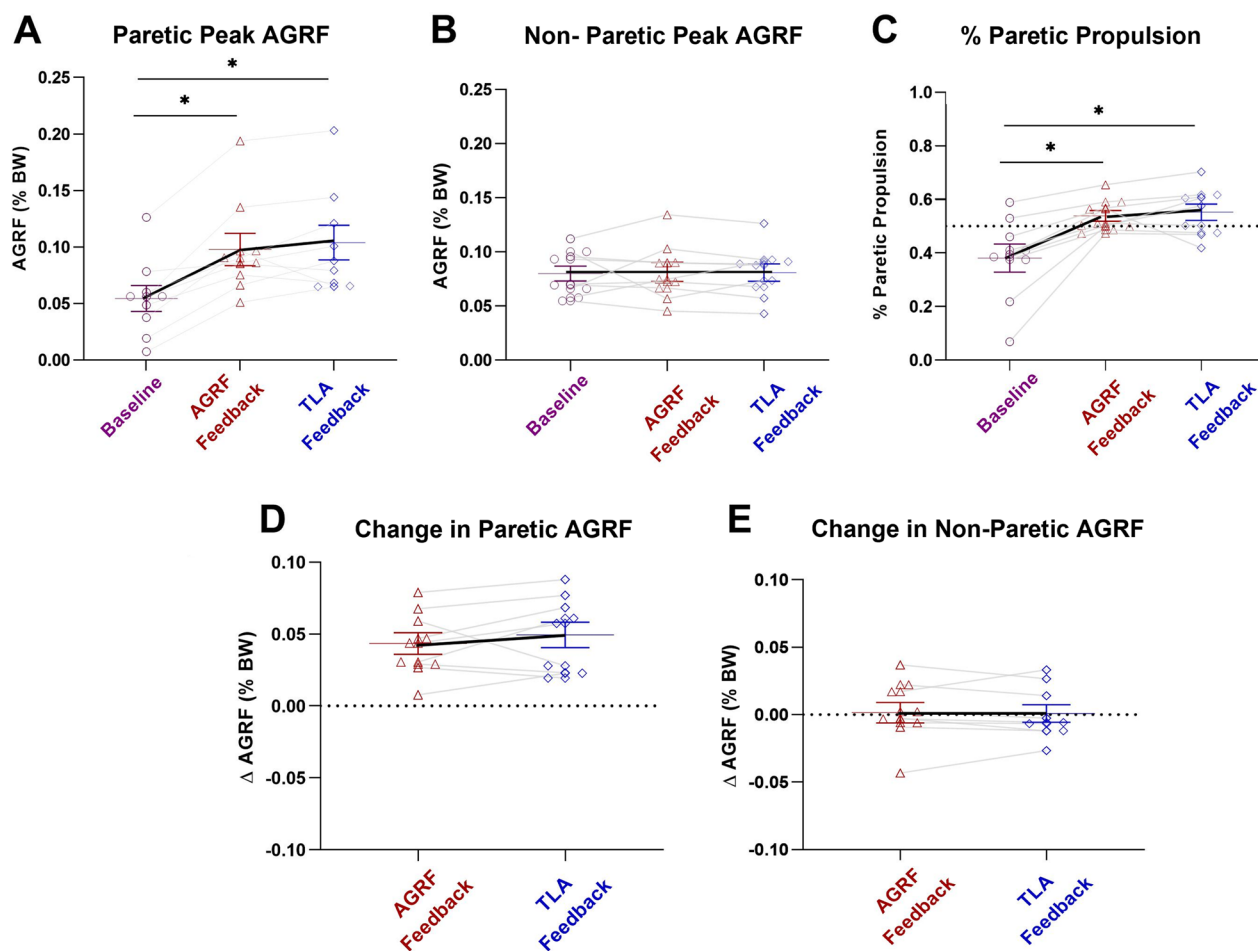 A
Paretic Peak AGRF
AGRF (% BW)
0.25
0.20
0.15
0.10
0.05
0.00
*
*
Baseline
AGRF
Feedback
TLA
Feedback
B
Non- Paretic Peak AGRF
AGRF (% BW)
0.25
0.20
0.15
0.10
0.05
0.00
Baseline
AGRF
Feedback
TLA
Feedback
C
% Paretic Propulsion
% Paretic Propulsion
1.0
0.8
0.6
0.4
0.2
0.0
*
*
Baseline
AGRF
Feedback
TLA
Feedback
D
Change in Paretic AGRF
Δ AGRF (% BW)
0.10
0.05
0.00
-0.05
-0.10
AGRF
Feedback
TLA
Feedback
E
Change in Non-Paretic AGRF
Δ AGRF (% BW)
0.10
0.05
0.00
-0.05
-0.10
AGRF
Feedback
TLA
Feedback